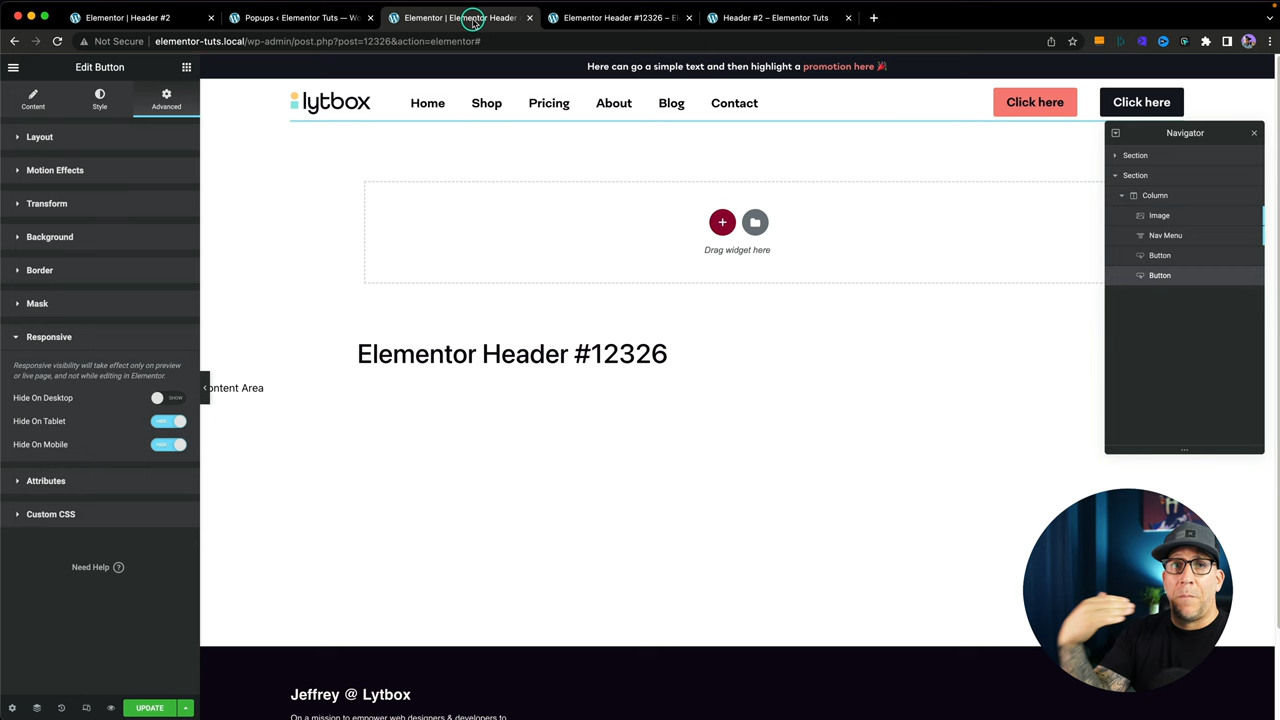 Elementor | Header #2
Popups ‹ Elementor Tuts — Wo
Elementor | Elementor Header
Elementor Header #12326 – El
Header #2 – Elementor Tuts
Not Secure
elementor-tuts.local/wp-admin/post.php?post=12326&action=elementor#
Edit Button
Here can go a simple text and then highlight a promotion here 🎉
Content
Style
Advanced
lytbox
Home
Shop
Pricing
About
Blog
Contact
Click here
Click here
Layout
Motion Effects
Transform
Background
Border
Mask
Responsive
Responsive visibility will take effect only on preview
or live page, and not while editing in Elementor.
Hide On Desktop
SHOW
Hide On Tablet
HIDE
Hide On Mobile
HIDE
Attributes
Custom CSS
Need Help
UPDATE
Drag widget here
Elementor Header #12326
ontent Area
Navigator
Section
Section
Column
Image
Nav Menu
Button
Button
Jeffrey @ Lytbox
On a mission to empower web designers & developers to